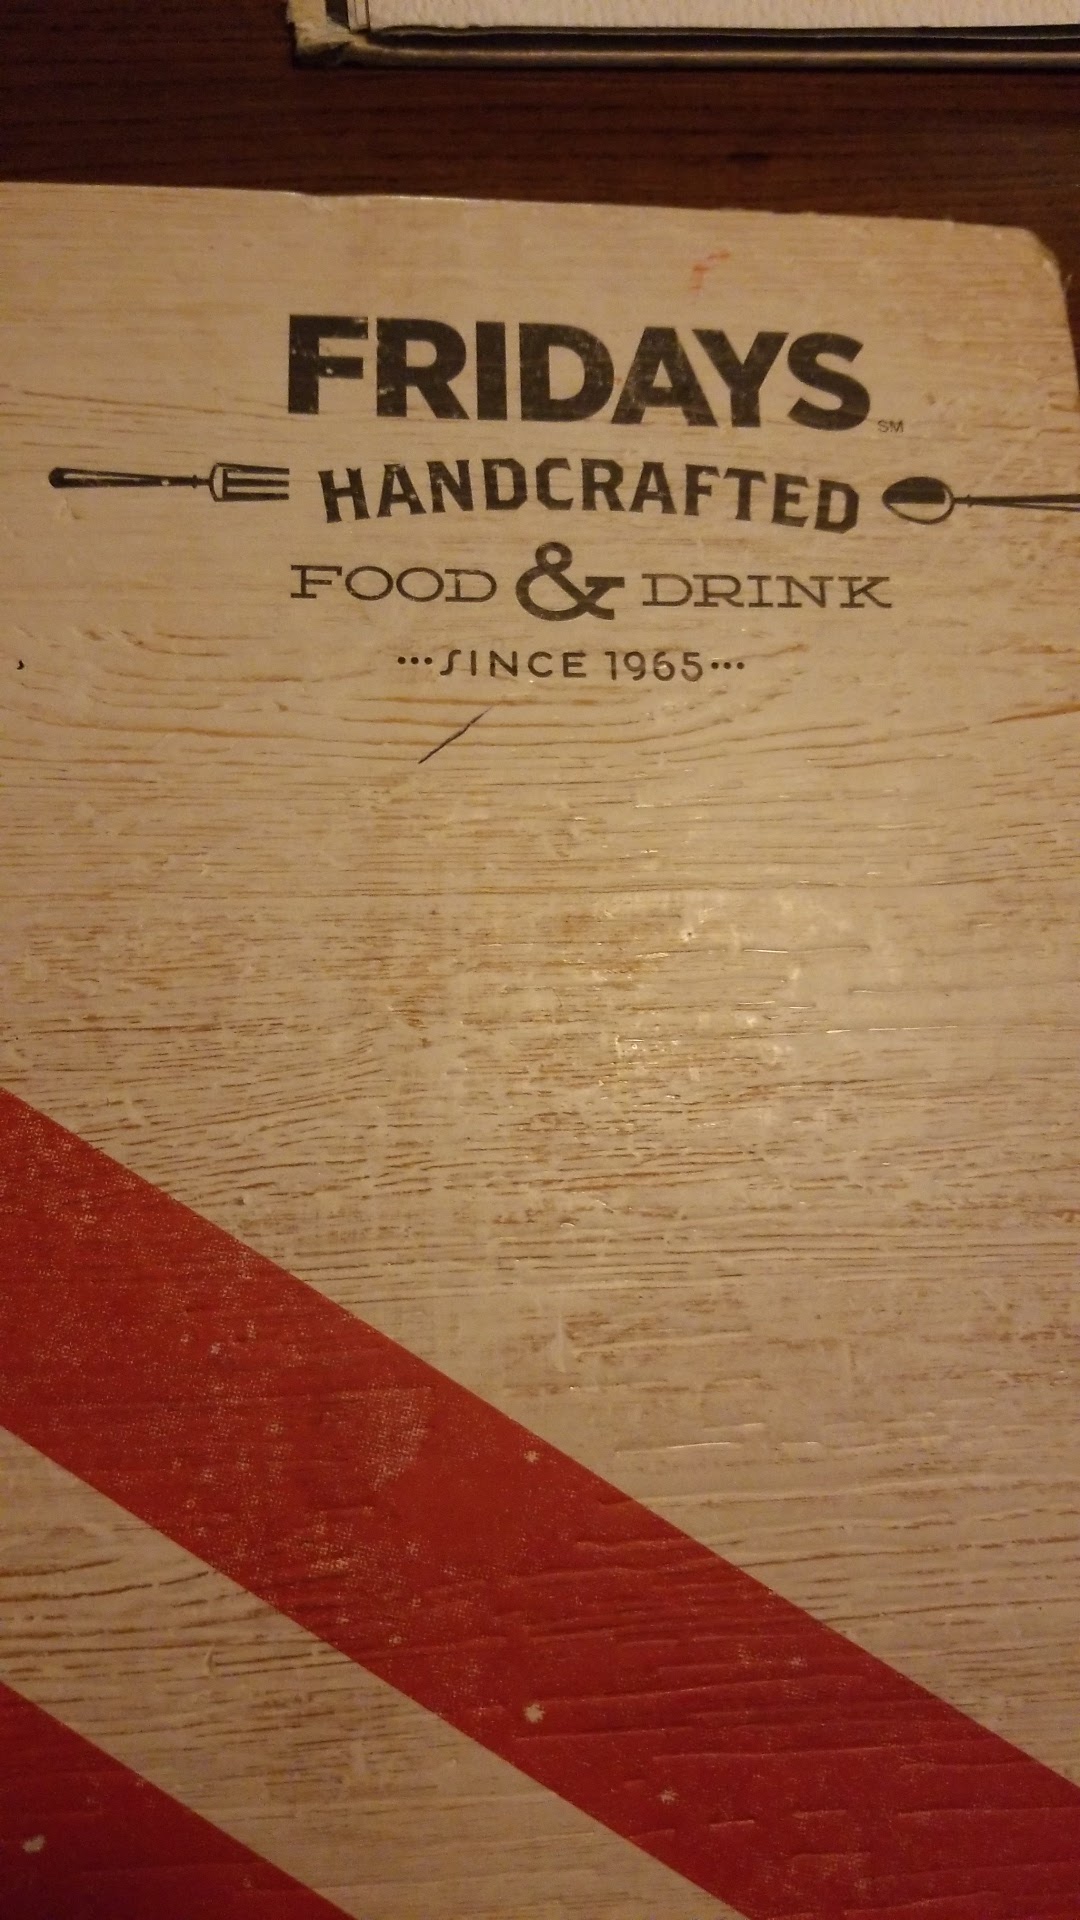 FRIDAYS SM
HANDCRAFTED
FOOD & DRINK
···SINCE 1965···